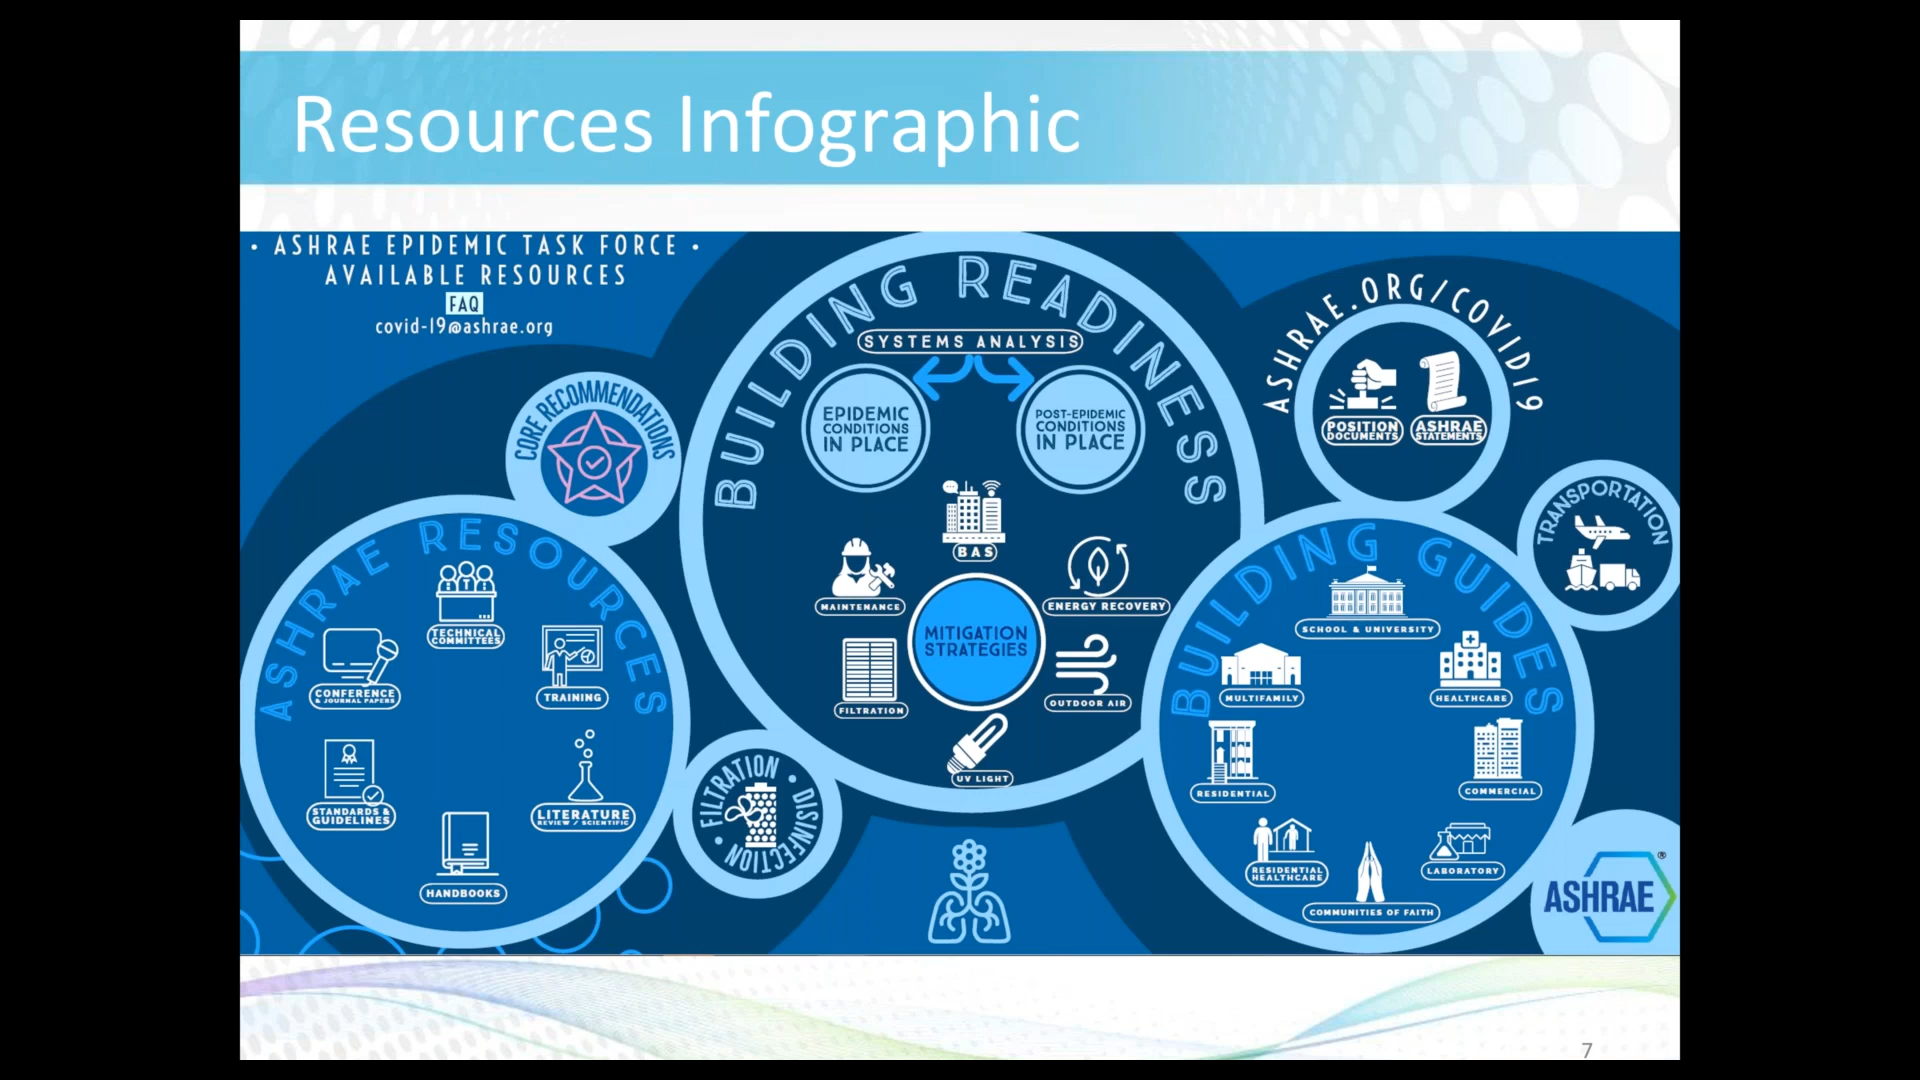 Resources Infographic
• ASHRAE EPIDEMIC TASK FORCE •
AVAILABLE RESOURCES
FAQ
covid-19@ashrae.org
CORE RECOMMENDATIONS
ASHRAE RESOURCES
TECHNICAL
COMMITTEES
CONFERENCE
& JOURNAL PAPERS
TRAINING
STANDARDS &
GUIDELINES
LITERATURE
REVIEW / SCIENTIFIC
HANDBOOKS
• FILTRATION • DISINFECTION
BUILDING READINESS
SYSTEMS ANALYSIS
EPIDEMIC
CONDITIONS
IN PLACE
POST-EPIDEMIC
CONDITIONS
IN PLACE
BAS
MAINTENANCE
ENERGY RECOVERY
MITIGATION
STRATEGIES
FILTRATION
OUTDOOR AIR
UV LIGHT
ASHRAE.ORG/COVID19
POSITION
DOCUMENTS
ASHRAE
STATEMENTS
TRANSPORTATION
BUILDING GUIDES
SCHOOL & UNIVERSITY
MULTIFAMILY
HEALTHCARE
RESIDENTIAL
COMMERCIAL
RESIDENTIAL
HEALTHCARE
LABORATORY
COMMUNITIES OF FAITH
ASHRAE®
7